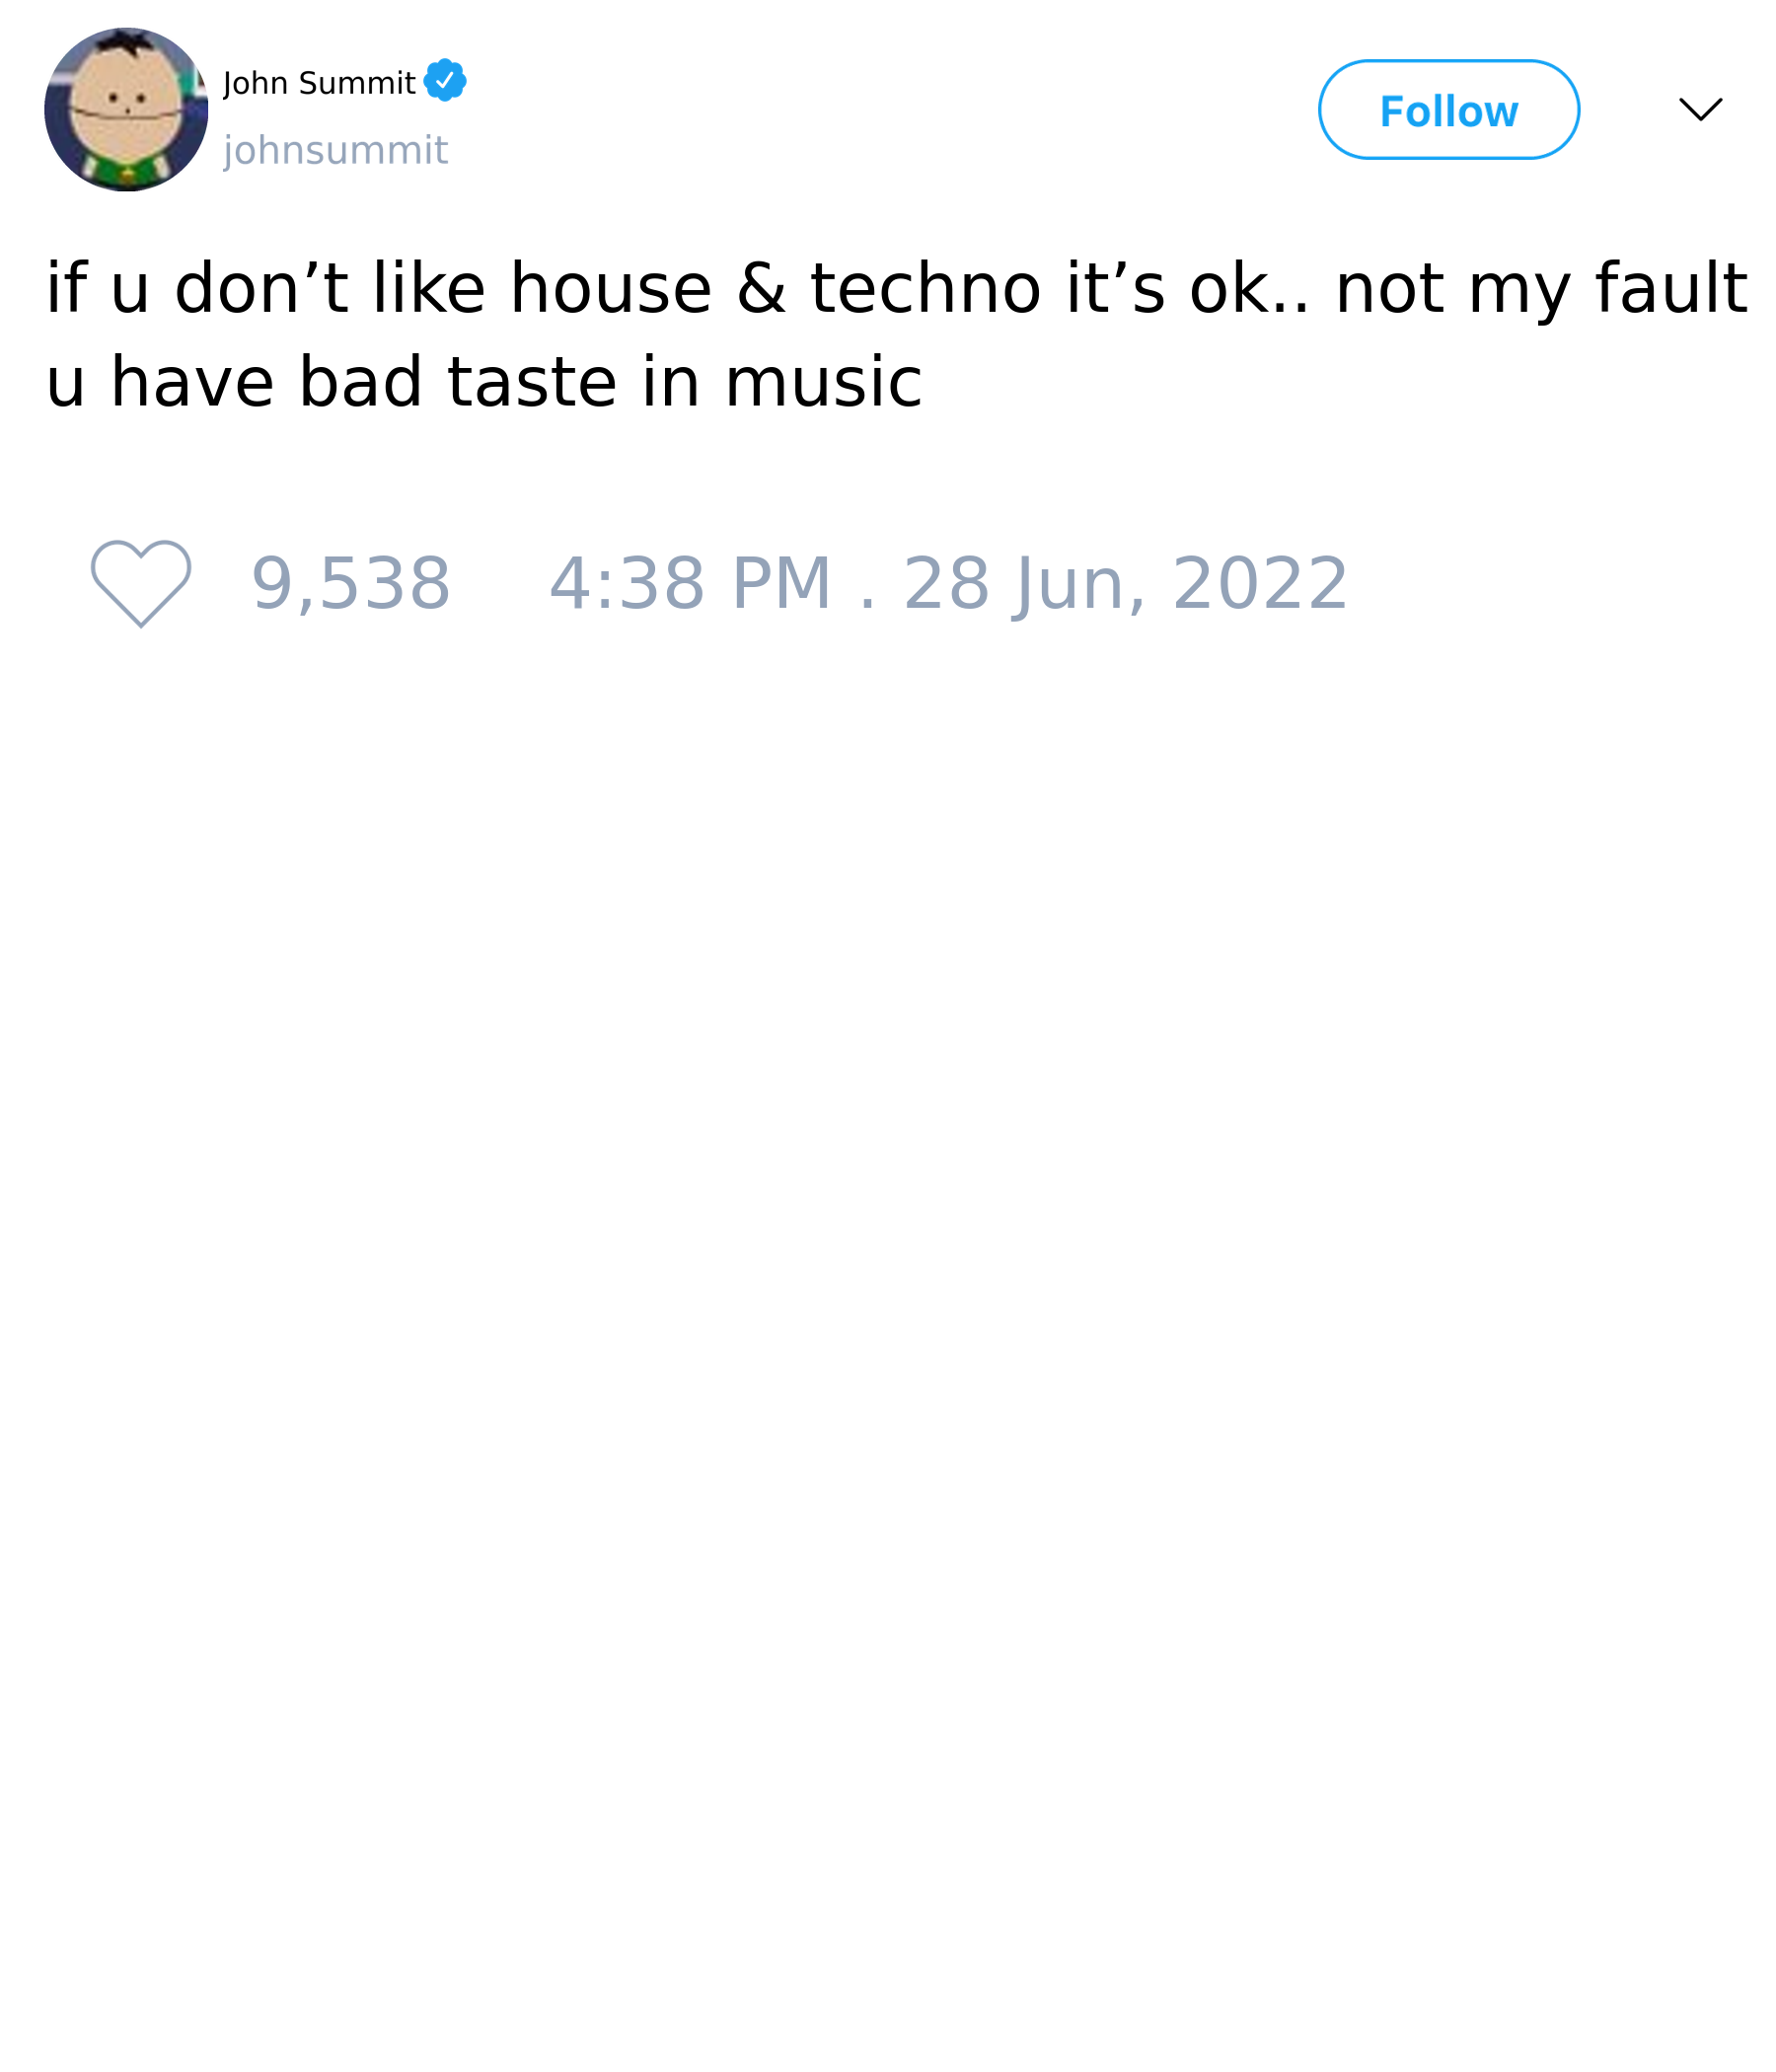 John Summit
johnsummit
Follow
if u don’t like house & techno it’s ok.. not my fault
u have bad taste in music
9,538 4:38 PM . 28 Jun, 2022